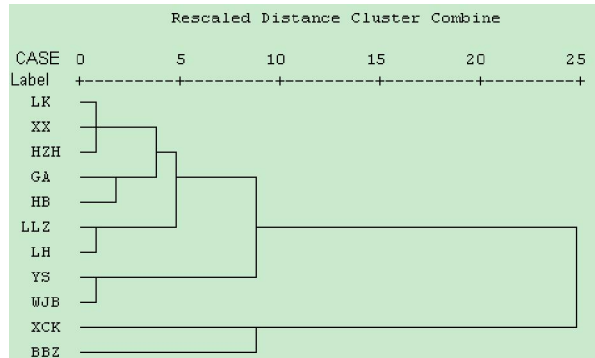 Rescaled Distance Cluster Combine
CASE 0 5 10 15 20 25
Label +---------+---------+---------+---------+---------+
LK
XX
HZH
GA
HB
LLZ
LH
YS
WJB
XCK
BBZ